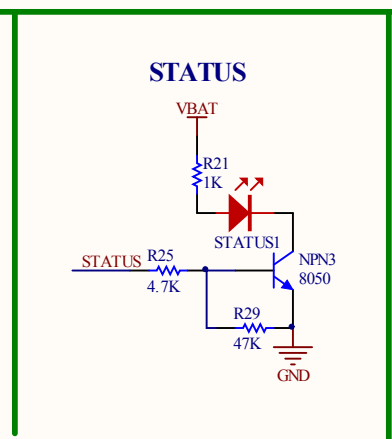 STATUS
VBAT
R21
1K
STATUS1
STATUS
R25
4.7K
NPN3
8050
R29
47K
GND